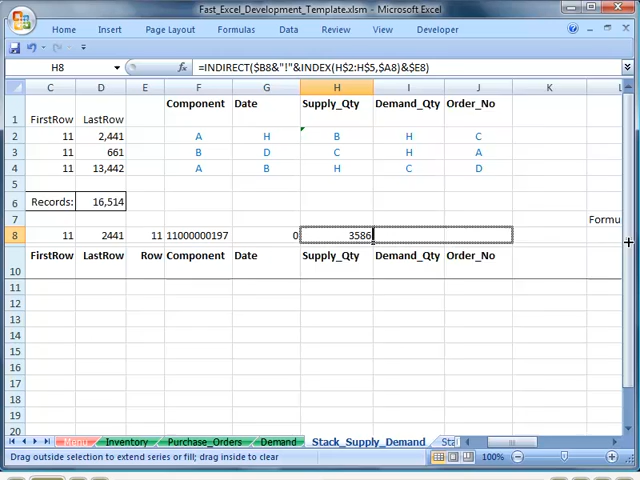 Fast_Excel_Development_Template.xlsm - Microsoft Excel
Home Insert Page Layout Formulas Data Review View Developer
H8 fx =INDIRECT($B8&"!"&INDEX(H$2:H$5,$A8)&$E8)
C D E F G H I J K L
1 FirstRow LastRow Component Date Supply_Qty Demand_Qty Order_No
2 11 2,441 A H B H C
3 11 661 B D C H A
4 11 13,442 A B H C D
5
6 Records: 16,514
7 Formu
8 11 2441 11 11000000197 0 3586
10 FirstRow LastRow Row Component Date Supply_Qty Demand_Qty Order_No
11
12
13
14
15
16
17
18
19
20
Menu Inventory Purchase_Orders Demand Stack_Supply_Demand Sta
Drag outside selection to extend series or fill; drag inside to clear 100%